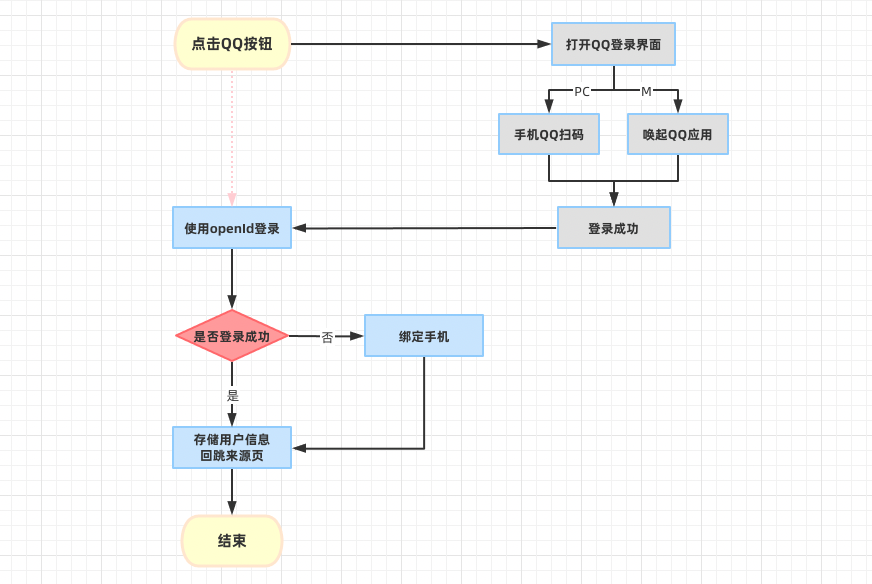 点击QQ按钮
打开QQ登录界面
PC
M
手机QQ扫码
唤起QQ应用
使用openId登录
登录成功
是否登录成功
否
绑定手机
是
存储用户信息
回跳来源页
结束